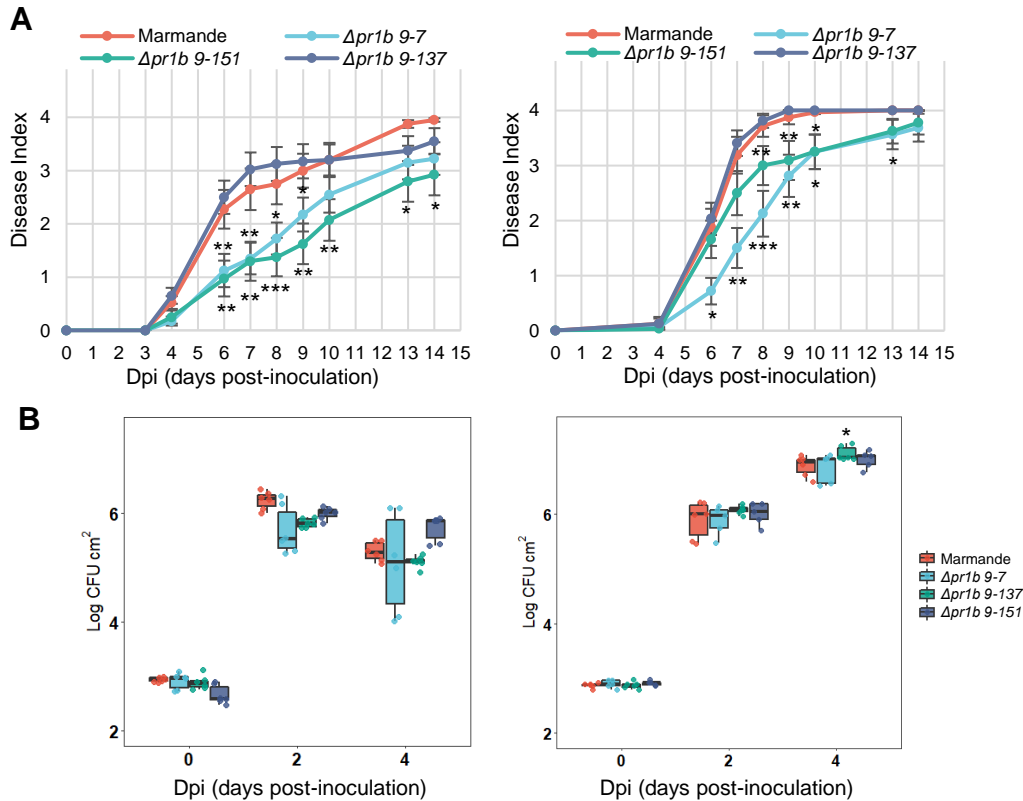 A
Marmande
Δpr1b 9-7
Δpr1b 9-151
Δpr1b 9-137
Disease Index
4
3
2
1
0
** ** * *
** ** *** ** ** * *
0 1 2 3 4 5 6 7 8 9 10 11 12 13 14 15
Dpi (days post-inoculation)
Marmande
Δpr1b 9-7
Δpr1b 9-151
Δpr1b 9-137
Disease Index
4
3
2
1
0
** ** *
* ** *** ** * *
0 1 2 3 4 5 6 7 8 9 10 11 12 13 14 15
Dpi (days post-inoculation)
B
Log CFU cm²
6
4
2
0 2 4
Dpi (days post-inoculation)
Log CFU cm²
6
4
2
*
0 2 4
Dpi (days post-inoculation)
Marmande
Δpr1b 9-7
Δpr1b 9-137
Δpr1b 9-151